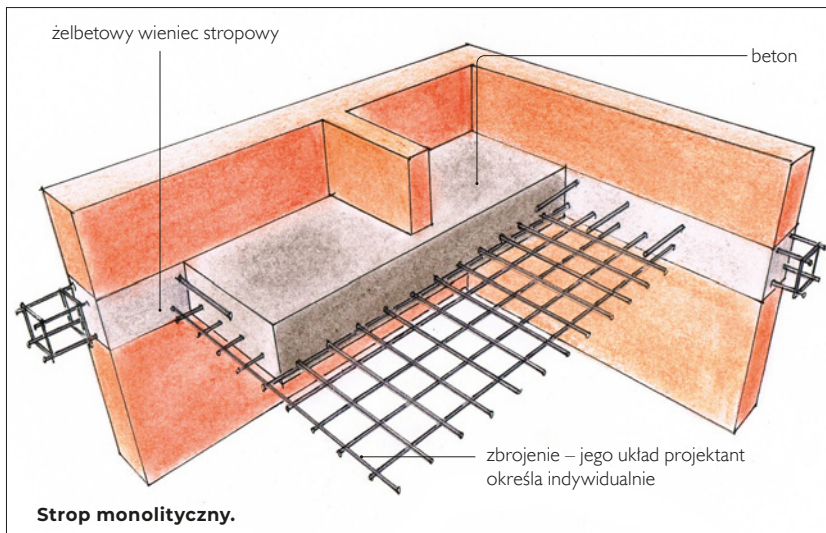 żelbetowy wieniec stropowy
beton
zbrojenie – jego układ projektant
określa indywidualnie
Strop monolityczny.